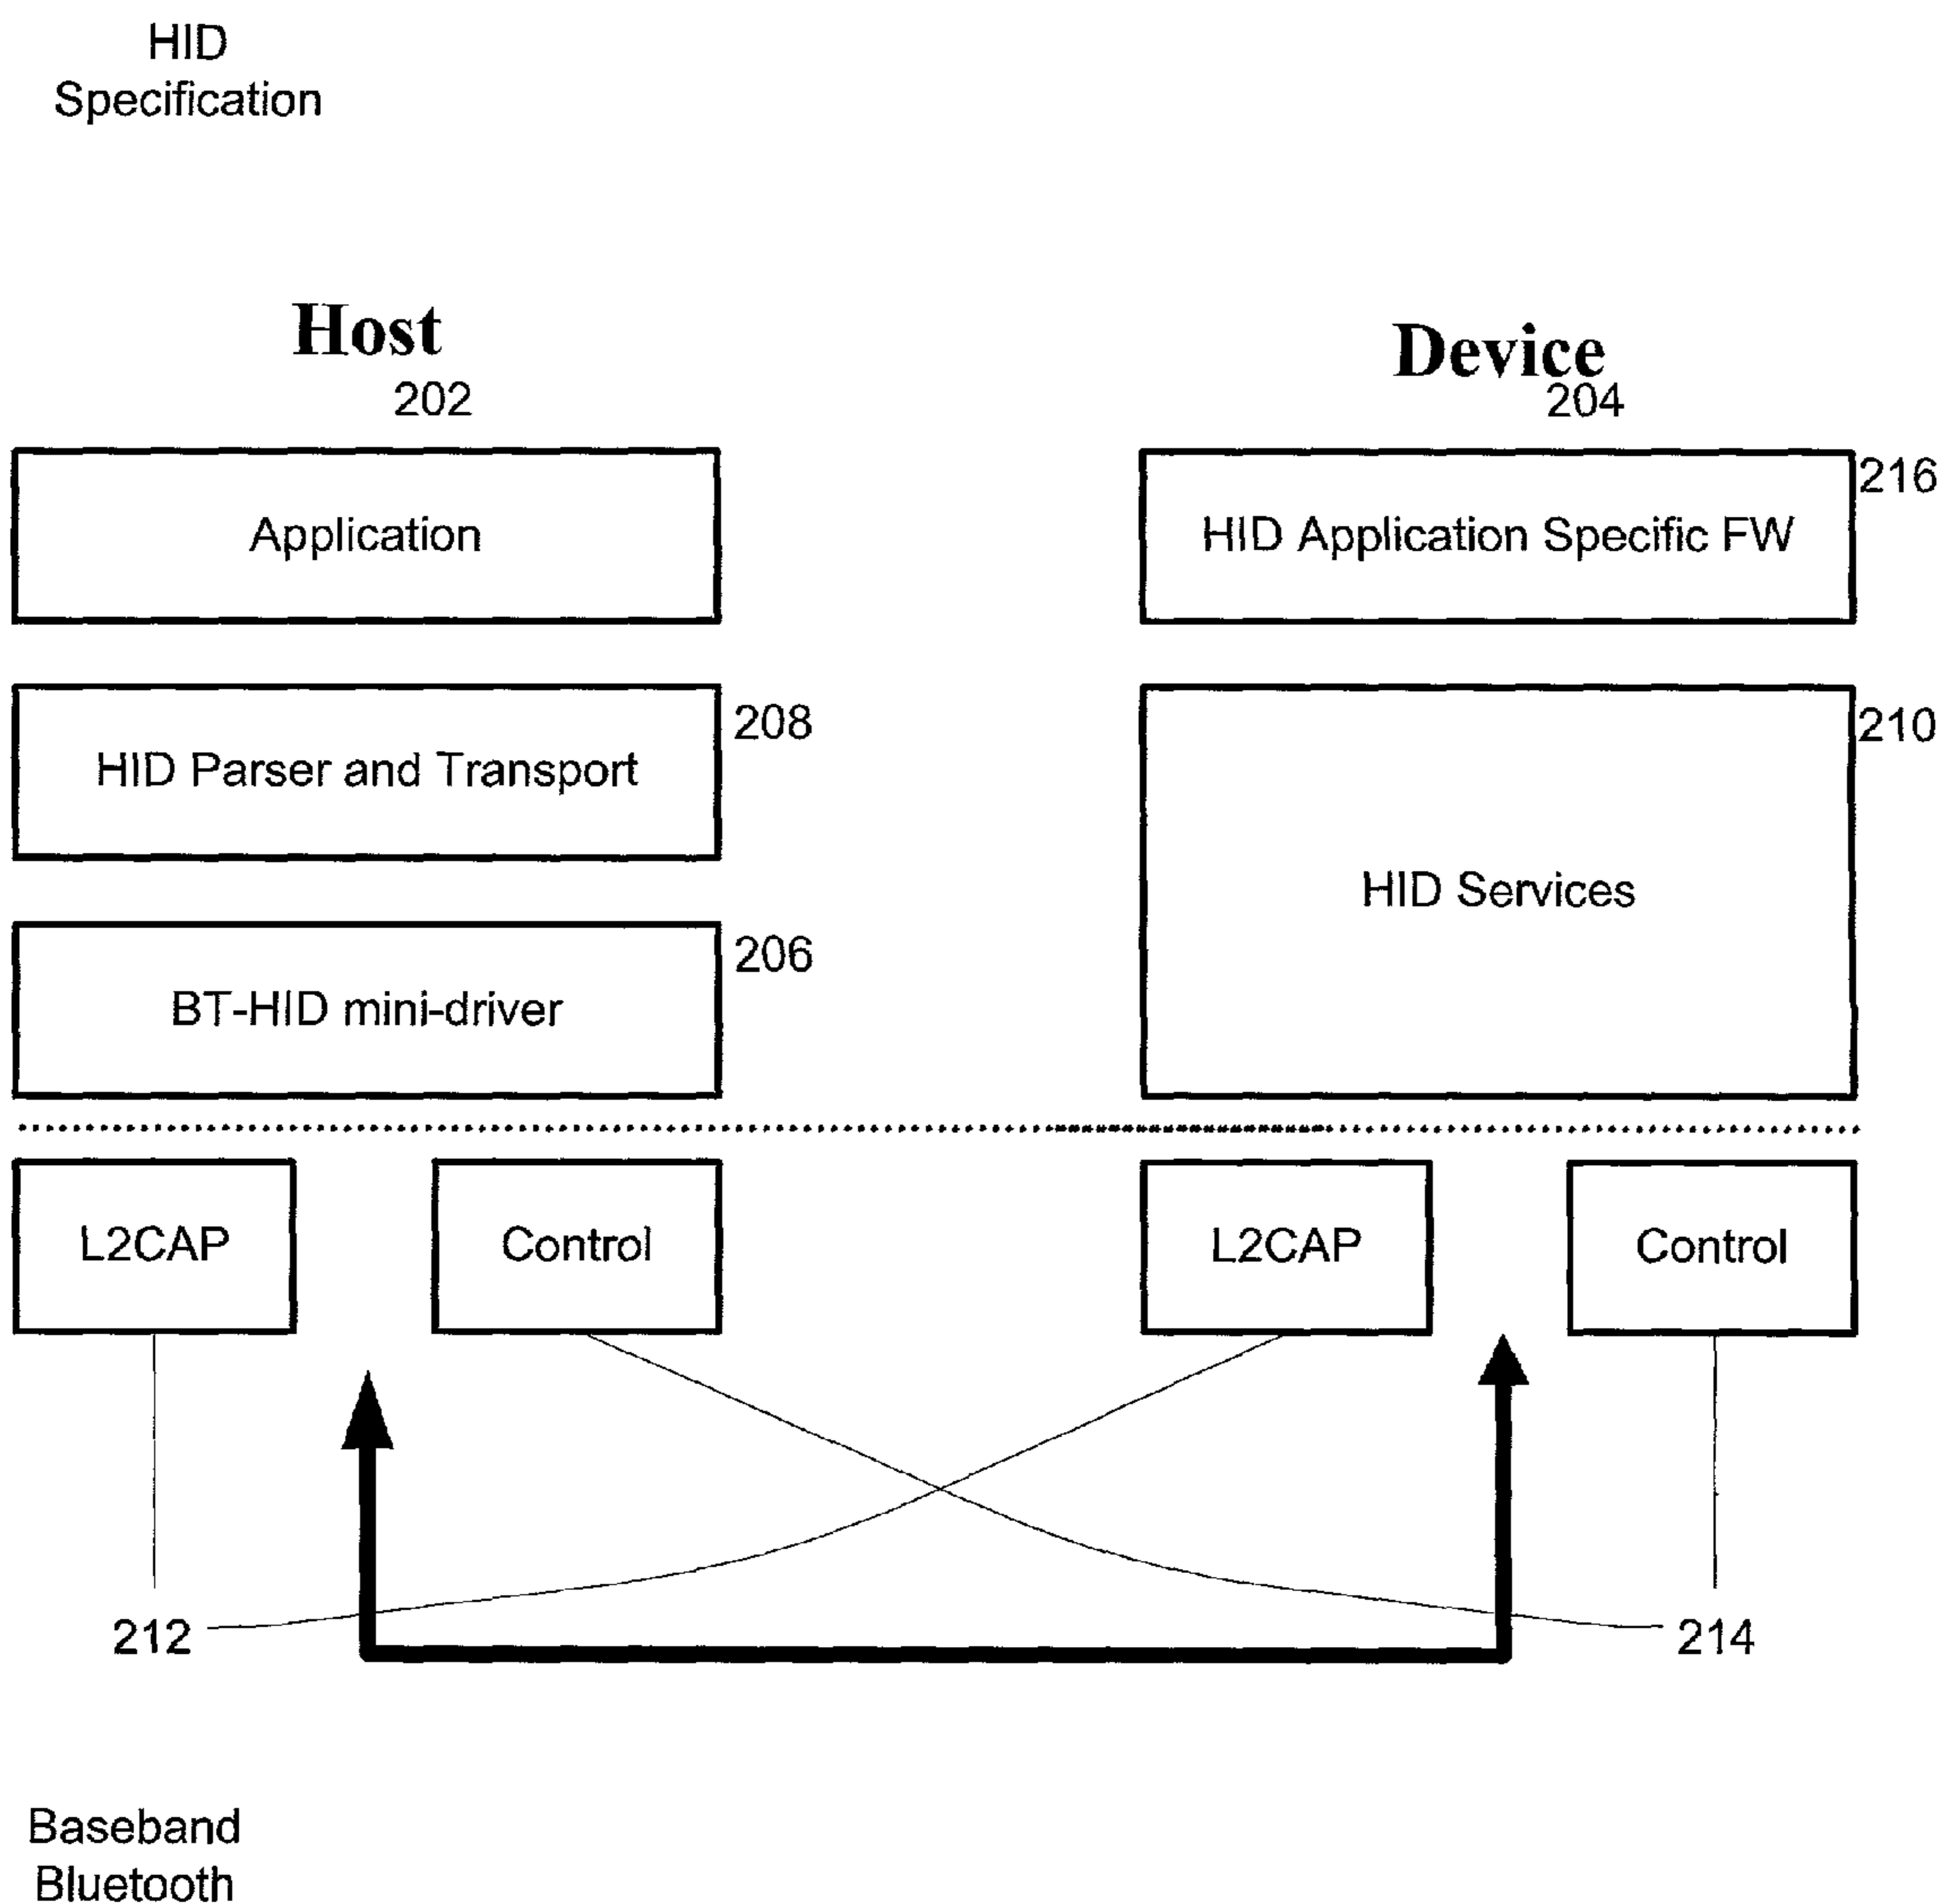 HID
Specification
Host
202
Device
204
Application
HID Application Specific FW
216
HID Parser and Transport
208
HID Services
210
BT-HID mini-driver
206
L2CAP
Control
L2CAP
Control
212
214
Baseband
Bluetooth